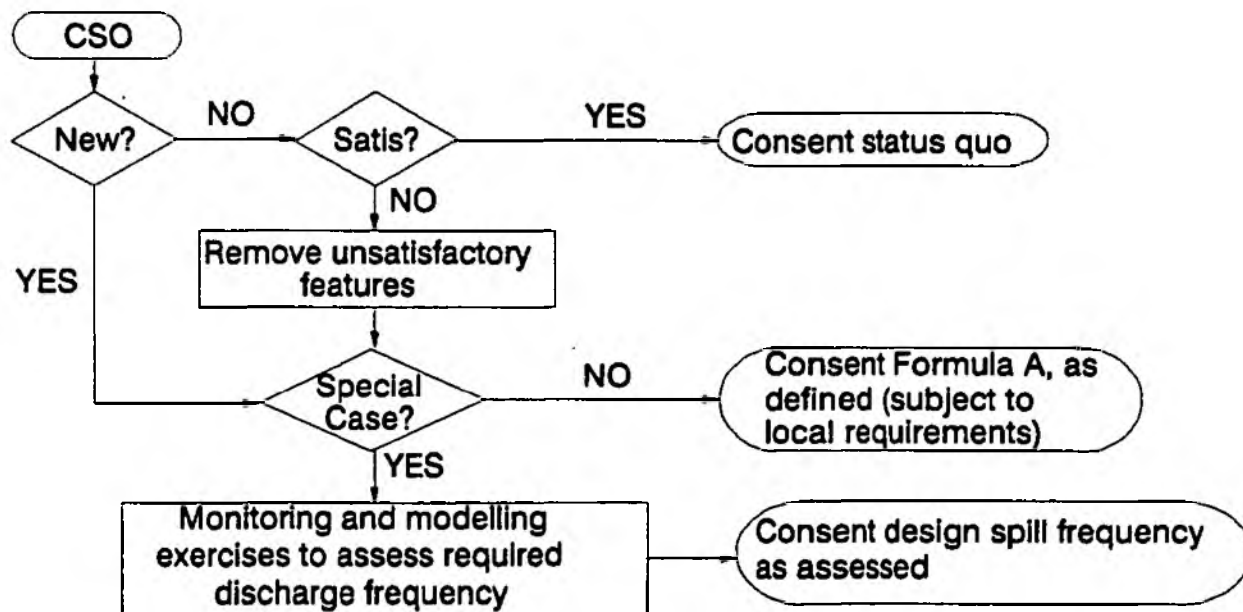 CSO
New?
NO
Satis?
YES
Consent status quo
NO
Remove unsatisfactory
features
YES
Special
Case?
NO
Consent Formula A, as
defined (subject to
local requirements)
YES
Monitoring and modelling
exercises to assess required
discharge frequency
Consent design spill frequency
as assessed